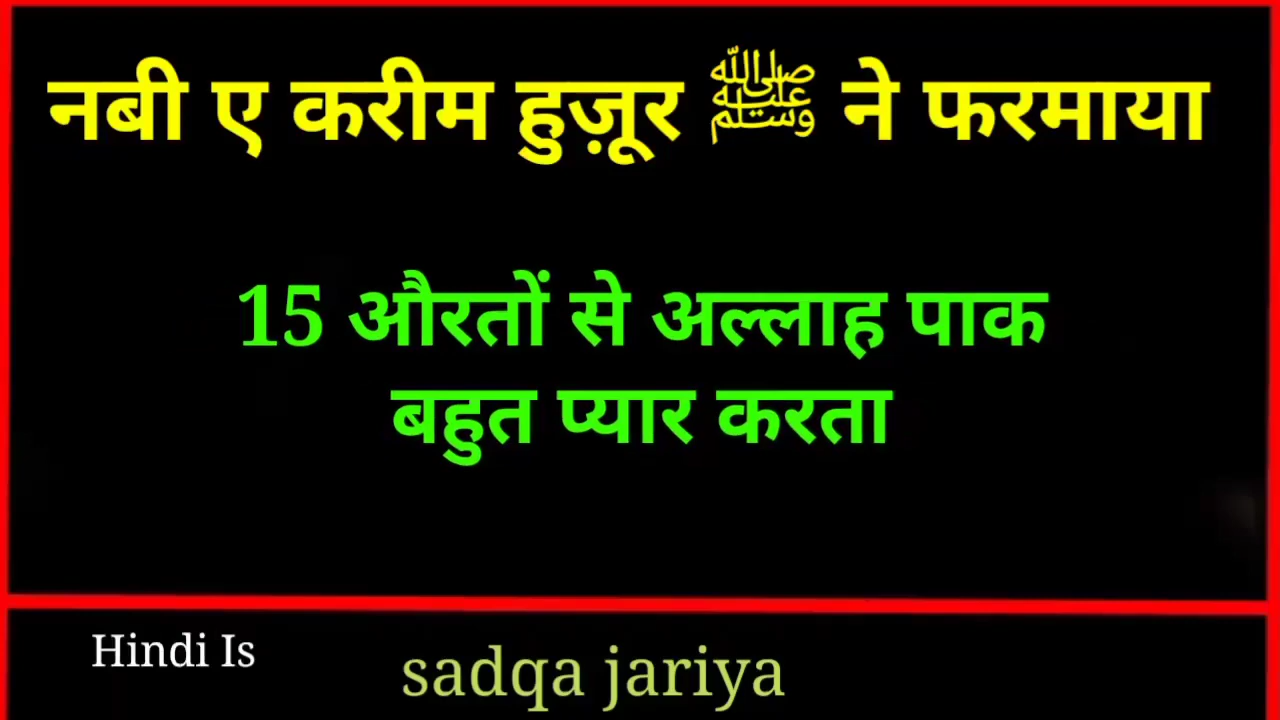 नबी ए करीम हुज़ूर ﷺ ने फरमाया
15 औरतों से अल्लाह पाक
बहुत प्यार करता
Hindi Is
sadqa jariya